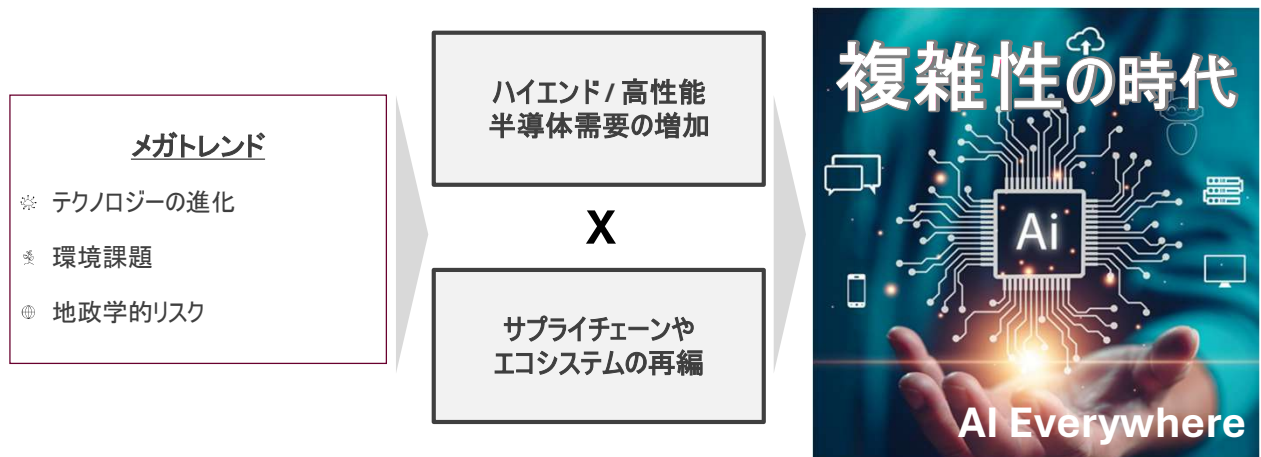 メガトレンド
テクノロジーの進化
環境課題
地政学的リスク
ハイエンド / 高性能
半導体需要の増加
X
サプライチェーンや
エコシステムの再編
複雑性の時代
Ai
AI Everywhere